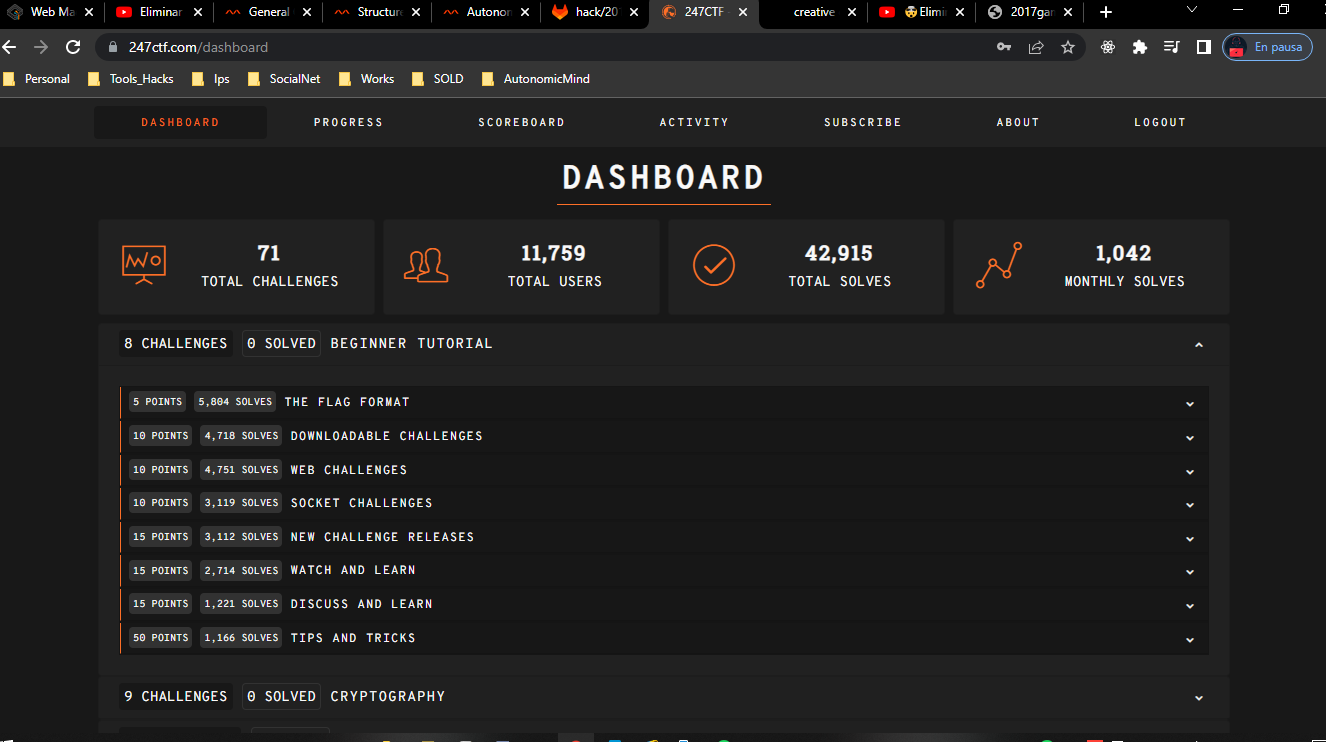 Web Ma Eliminar General Structure Autonom hack/20 247CTF - creative Elimi 2017gar
247ctf.com/dashboard En pausa
Personal Tools_Hacks Ips SocialNet Works SOLD AutonomicMind
DASHBOARD PROGRESS SCOREBOARD ACTIVITY SUBSCRIBE ABOUT LOGOUT
DASHBOARD
71 11,759 42,915 1,042
TOTAL CHALLENGES TOTAL USERS TOTAL SOLVES MONTHLY SOLVES
8 CHALLENGES 0 SOLVED BEGINNER TUTORIAL
5 POINTS 5,804 SOLVES THE FLAG FORMAT
10 POINTS 4,718 SOLVES DOWNLOADABLE CHALLENGES
10 POINTS 4,751 SOLVES WEB CHALLENGES
10 POINTS 3,119 SOLVES SOCKET CHALLENGES
15 POINTS 3,112 SOLVES NEW CHALLENGE RELEASES
15 POINTS 2,714 SOLVES WATCH AND LEARN
15 POINTS 1,221 SOLVES DISCUSS AND LEARN
50 POINTS 1,166 SOLVES TIPS AND TRICKS
9 CHALLENGES 0 SOLVED CRYPTOGRAPHY